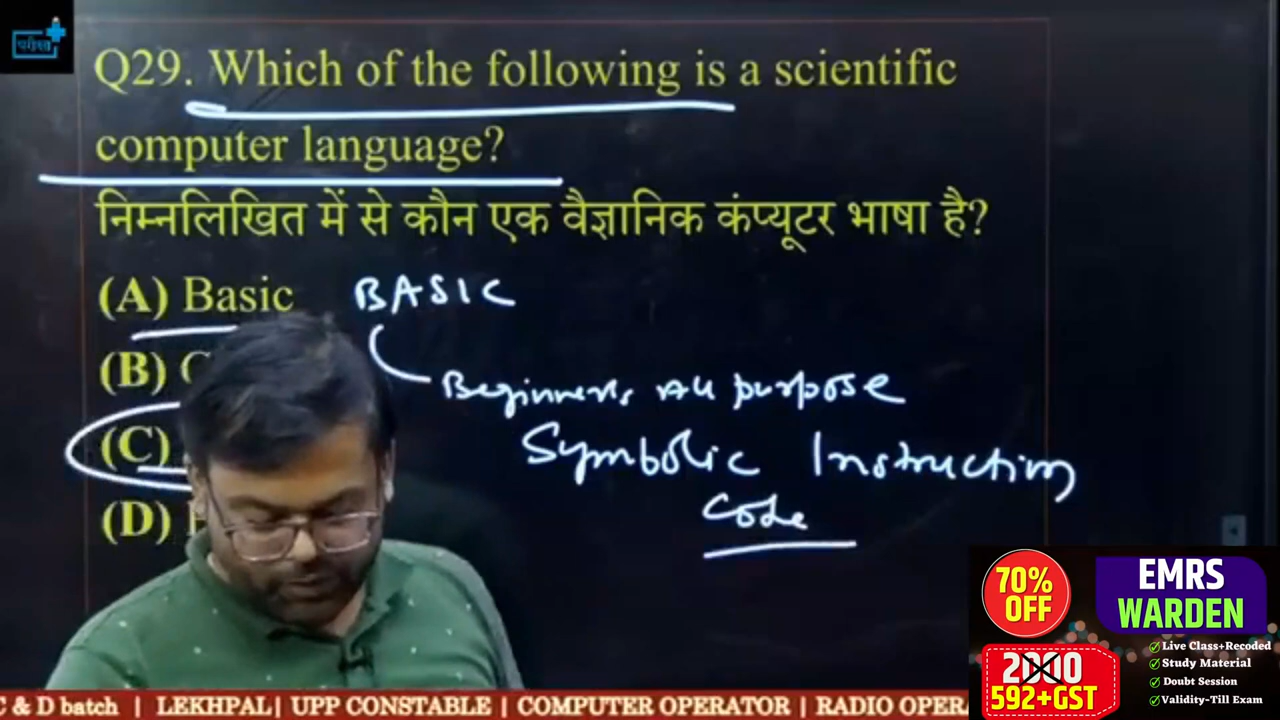 परीक्षा
Q29. Which of the following is a scientific
computer language?
निम्नलिखित में से कौन एक वैज्ञानिक कंप्यूटर भाषा है?
(A) Basic BASIC
(B)
Beginners All purpose
(C)
Symbolic Instruction
Code
(D)
70%
OFF
EMRS
WARDEN
2000
592+GST
Live Class+Recoded
Study Material
Doubt Session
Validity-Till Exam
C & D batch | LEKHPAL| UPP CONSTABLE | COMPUTER OPERATOR | RADIO